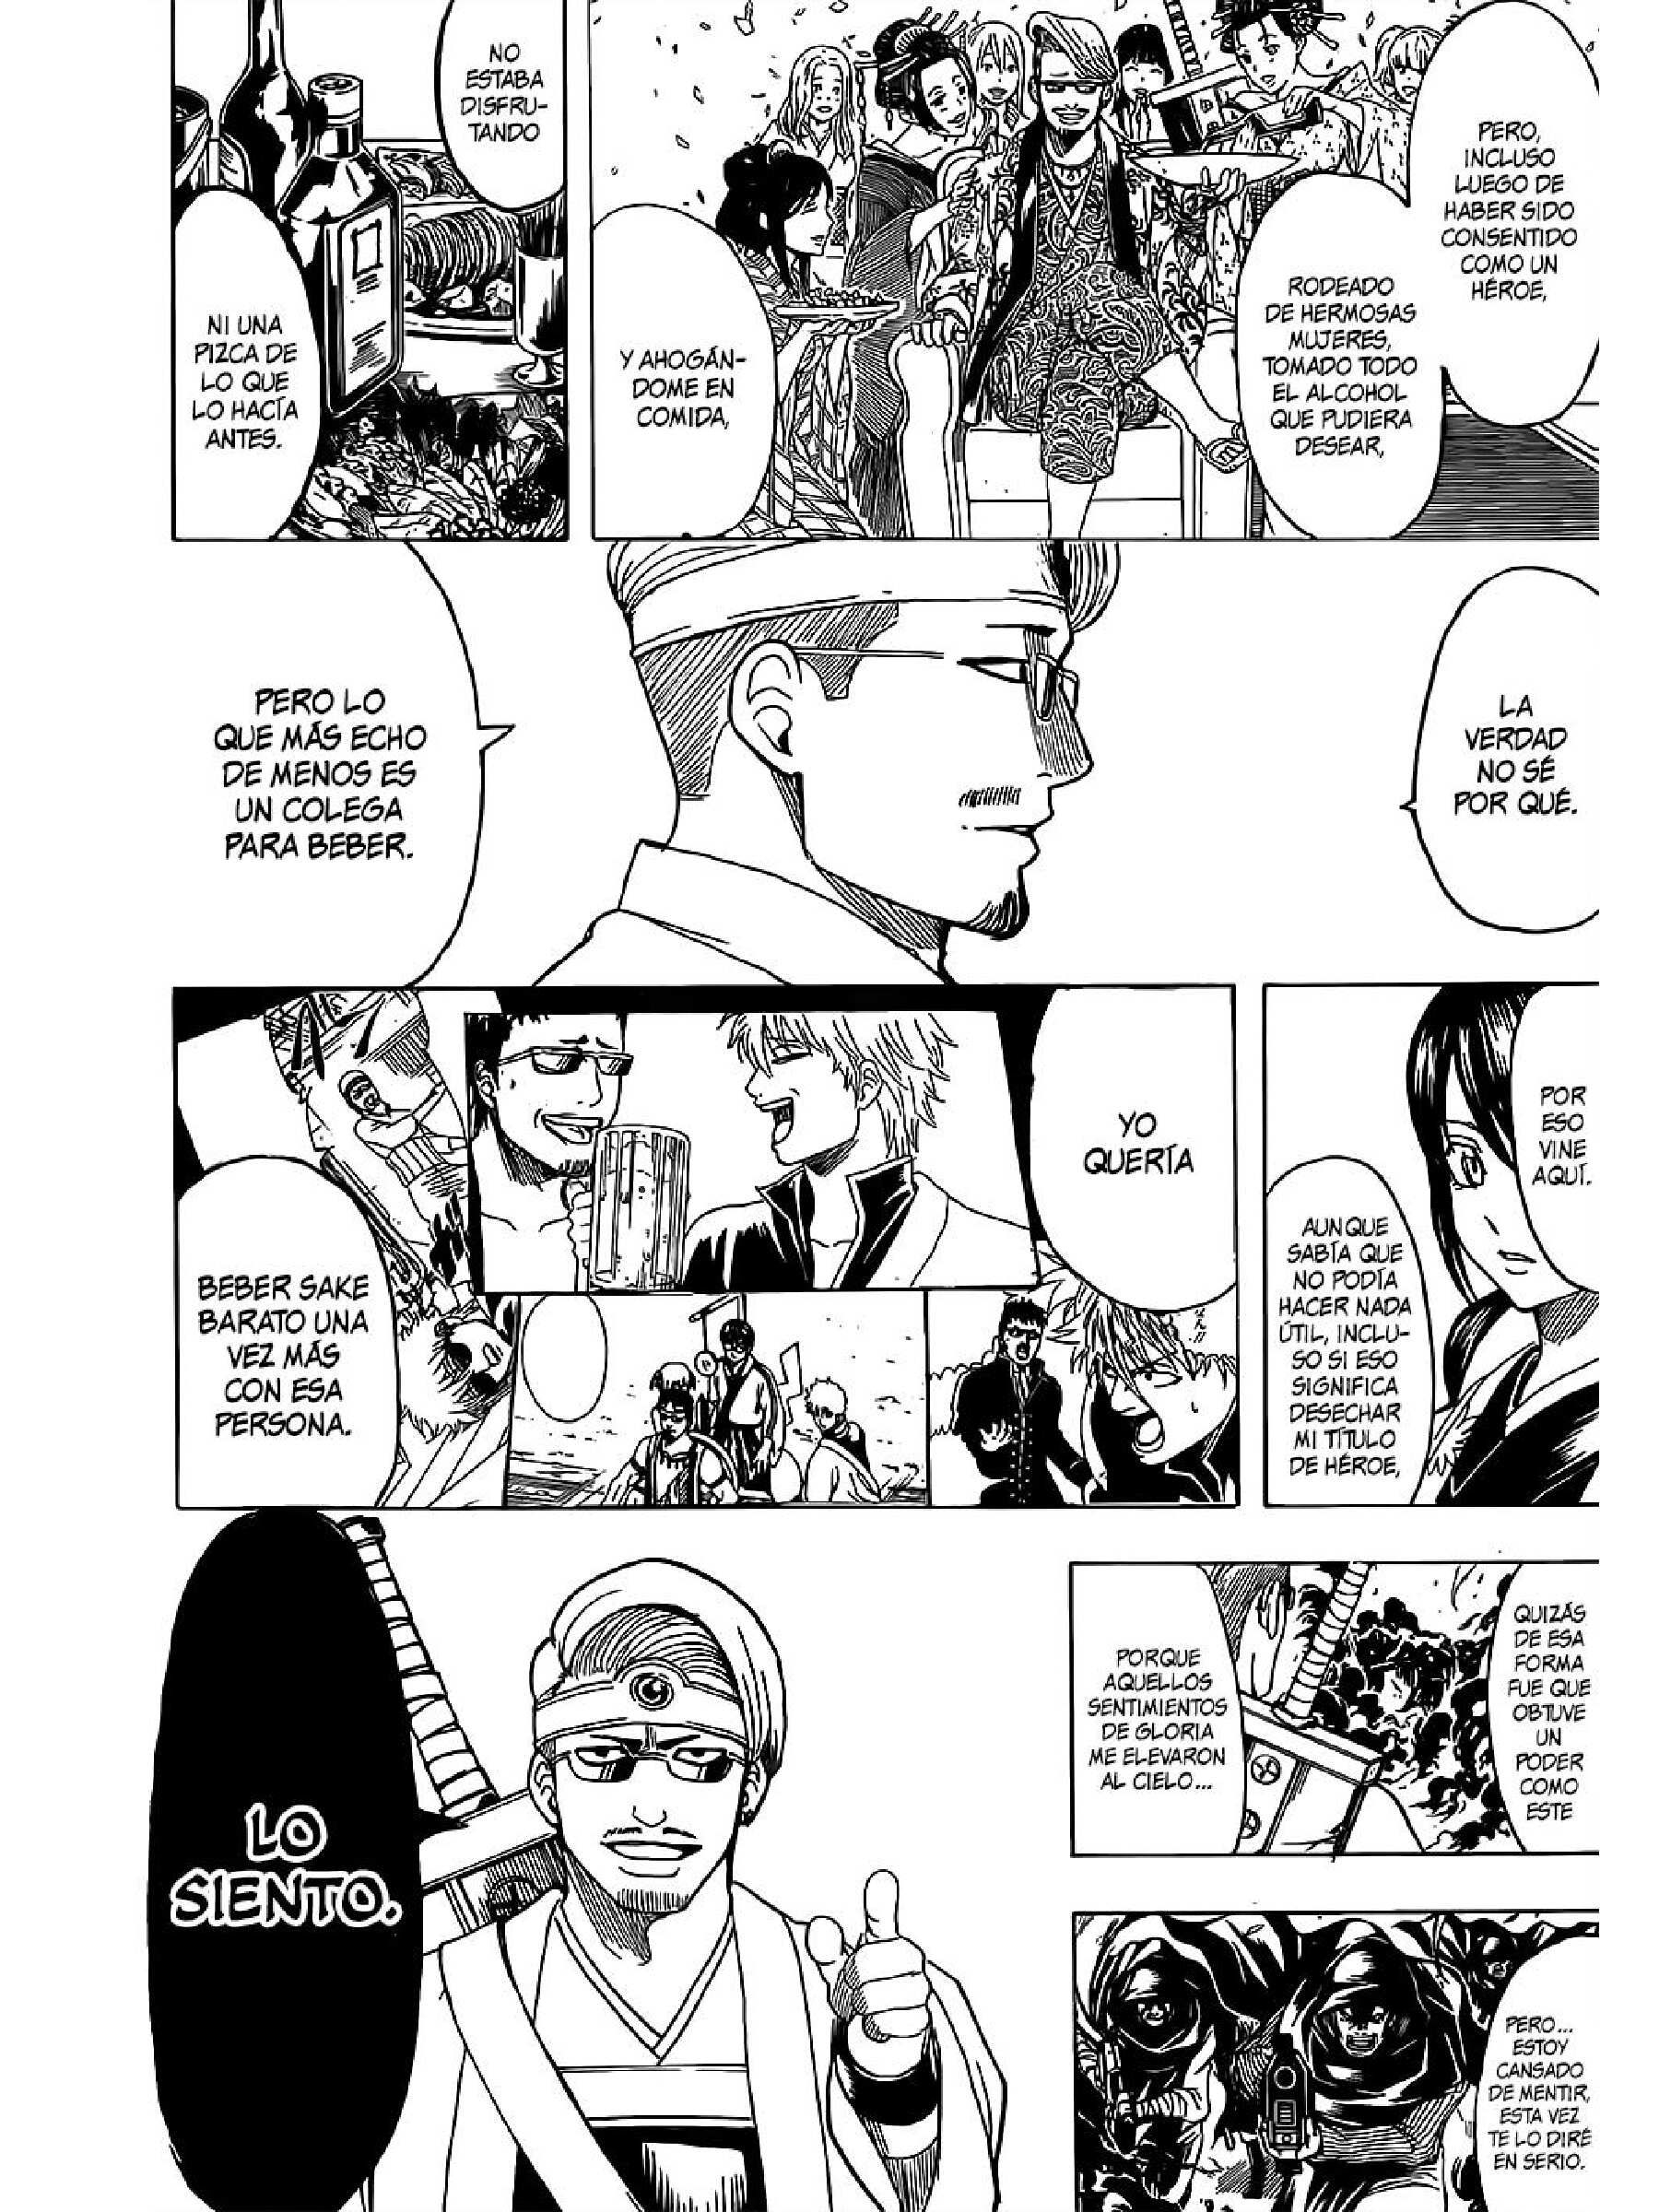 PERO,
INCLUSO
LUEGO DE
HABER SIDO
CONSENTIDO
COMO UN
HÉROE,
RODEADO
DE HERMOSAS
MUJERES,
TOMADO TODO
EL ALCOHOL
QUE PUDIERA
DESEAR,
Y AHOGÁN-
DOME EN
COMIDA,
NO
ESTABA
DISFRU-
TANDO
NI UNA
PIZCA DE
LO QUE
LO HACÍA
ANTES.
LA
VERDAD
NO SÉ
POR QUÉ.
PERO LO
QUE MÁS ECHO
DE MENOS ES
UN COLEGA
PARA BEBER.
POR
ESO
VINE
AQUÍ.
AUNQUE
SABÍA QUE
NO PODÍA
HACER NADA
ÚTIL, INCLU-
SO SI ESO
SIGNIFICA
DESECHAR
MI TÍTULO
DE HÉROE,
YO
QUERÍA
BEBER SAKE
BARATO UNA
VEZ MÁS
CON ESA
PERSONA.
QUIZÁS
DE ESA
FORMA
FUE QUE
OBTUVE
UN
PODER
COMO
ESTE
PORQUE
AQUELLOS
SENTIMIENTOS
DE GLORIA
ME ELEVARON
AL CIELO...
PERO...
ESTOY
CANSADO
DE MENTIR,
ESTA VEZ
TE LO DIRÉ
EN SERIO.
LO
SIENTO.